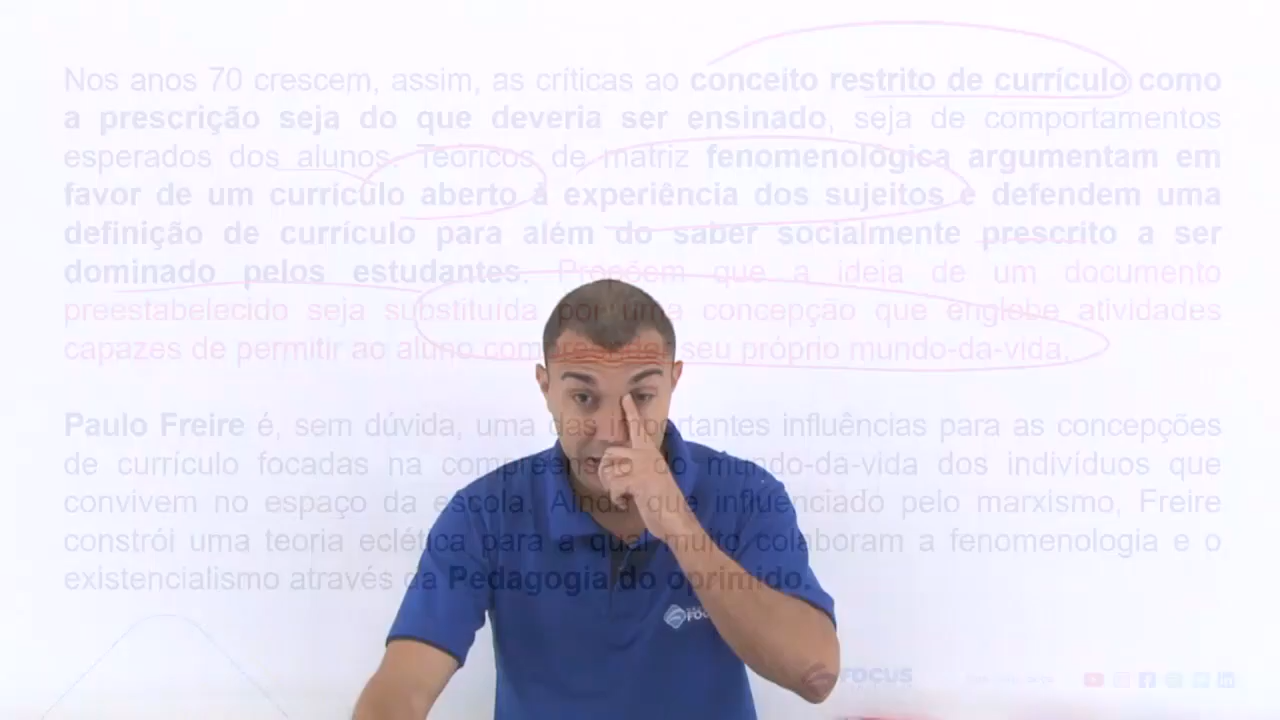 Nos anos 70 crescem, assim, as críticas ao conceito restrito de currículo como
a prescrição seja do que deveria ser ensinado, seja de comportamentos
esperados dos alunos. Teóricos de matriz fenomenológica argumentam em
favor de um currículo aberto à experiência dos sujeitos e defendem uma
definição de currículo para além do saber socialmente prescrito a ser
dominado pelos estudantes. Propõem que a ideia de um documento
preestabelecido seja substituída por uma concepção que englobe atividades
capazes de permitir ao aluno compreender seu próprio mundo-da-vida.
Paulo Freire é, sem dúvida, uma das importantes influências para as concepções
de currículo focadas na compreensão do mundo-da-vida dos indivíduos que
convivem no espaço da escola. Ainda que influenciado pelo marxismo, Freire
constrói uma teoria eclética para a qual muito colaboram a fenomenologia e o
existencialismo através da Pedagogia do oprimido.
FOCUS